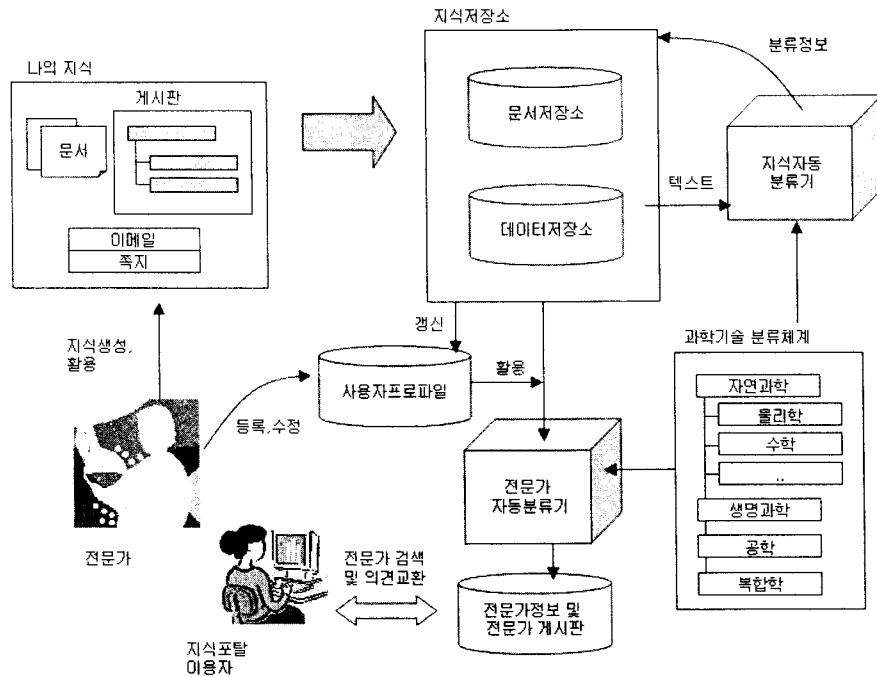 지식저장소
분류정보
나의 지식
게시판
문서
문서저장소
지식자동
분류기
텍스트
데이터저장소
이메일
쪽지
갱신
과학기술 분류체계
지식생성,
활용
활용
사용자프로파일
자연과학
물리학
등록,수정
수학
..
전문가
자동분류기
생명과학
공학
전문가
전문가 검색
및 의견교환
복합학
전문가정보 및
전문가 게시판
지식포탈
이용자